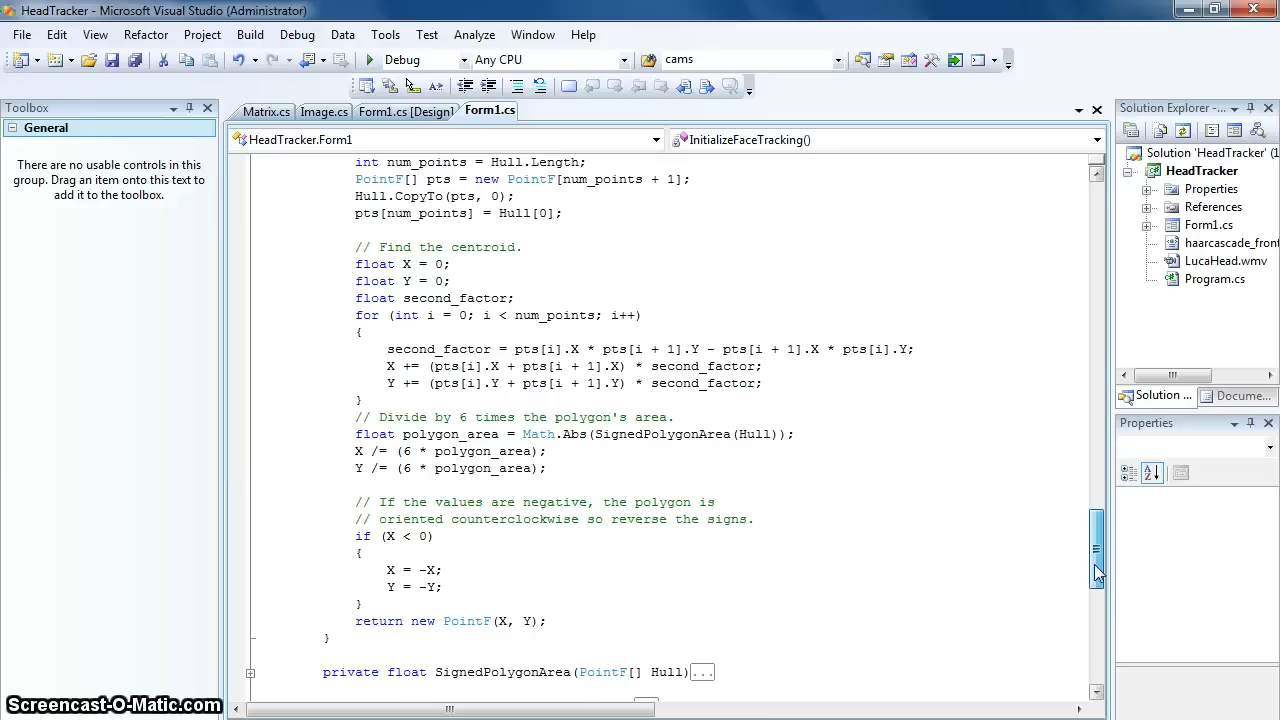 HeadTracker - Microsoft Visual Studio (Administrator)
File Edit View Refactor Project Build Debug Data Tools Test Analyze Window Help
Debug Any CPU cams
Toolbox
General
There are no usable controls in this
group. Drag an item onto this text to
add it to the toolbox.
Matrix.cs Image.cs Form1.cs [Design] Form1.cs
HeadTracker.Form1 InitializeFaceTracking()
int num_points = Hull.Length;
PointF[] pts = new PointF[num_points + 1];
Hull.CopyTo(pts, 0);
pts[num_points] = Hull[0];
// Find the centroid.
float X = 0;
float Y = 0;
float second_factor;
for (int i = 0; i < num_points; i++)
{
second_factor = pts[i].X * pts[i + 1].Y - pts[i + 1].X * pts[i].Y;
X += (pts[i].X + pts[i + 1].X) * second_factor;
Y += (pts[i].Y + pts[i + 1].Y) * second_factor;
}
// Divide by 6 times the polygon's area.
float polygon_area = Math.Abs(SignedPolygonArea(Hull));
X /= (6 * polygon_area);
Y /= (6 * polygon_area);
// If the values are negative, the polygon is
// oriented counterclockwise so reverse the signs.
if (X < 0)
{
X = -X;
Y = -Y;
}
return new PointF(X, Y);
}
private float SignedPolygonArea(PointF[] Hull)...
Solution Explorer -...
Solution 'HeadTracker' (1
HeadTracker
Properties
References
Form1.cs
haarcascade_front
LucaHead.wmv
Program.cs
Solution ... Docume...
Properties
Screencast-O-Matic.com